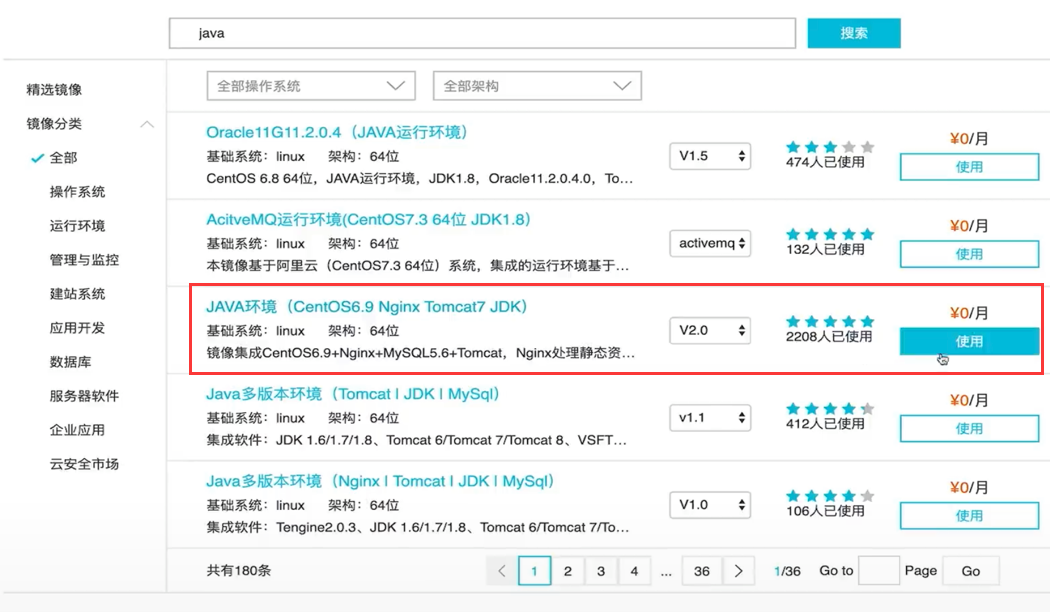 java
搜索
精选镜像
镜像分类
全部
操作系统
运行环境
管理与监控
建站系统
应用开发
数据库
服务器软件
企业应用
云安全市场
全部操作系统
全部架构
Oracle11G11.2.0.4（JAVA运行环境）
基础系统：linux 架构：64位
CentOS 6.8 64位，JAVA运行环境，JDK1.8，Oracle11.2.0.4.0，To...
V1.5
474人已使用
¥0/月
使用
AcitveMQ运行环境(CentOS7.3 64位 JDK1.8）
基础系统：linux 架构：64位
本镜像基于阿里云（CentOS7.3 64位）系统，集成的运行环境基于...
activemq
132人已使用
¥0/月
使用
JAVA环境（CentOS6.9 Nginx Tomcat7 JDK）
基础系统：linux 架构：64位
镜像集成CentOS6.9+Nginx+MySQL5.6+Tomcat，Nginx处理静态资...
V2.0
2208人已使用
¥0/月
使用
Java多版本环境（Tomcat l JDK l MySql）
基础系统：linux 架构：64位
集成软件：JDK 1.6/1.7/1.8、Tomcat 6/Tomcat 7/Tomcat 8、VSFT...
v1.1
412人已使用
¥0/月
使用
Java多版本环境（Nginx l Tomcat l JDK l MySql）
基础系统：linux 架构：64位
集成软件：Tengine2.0.3、JDK 1.6/1.7/1.8、Tomcat 6/Tomcat 7/To...
V1.0
106人已使用
¥0/月
使用
共有180条
1 2 3 4 ... 36 1/36 Go to Page Go